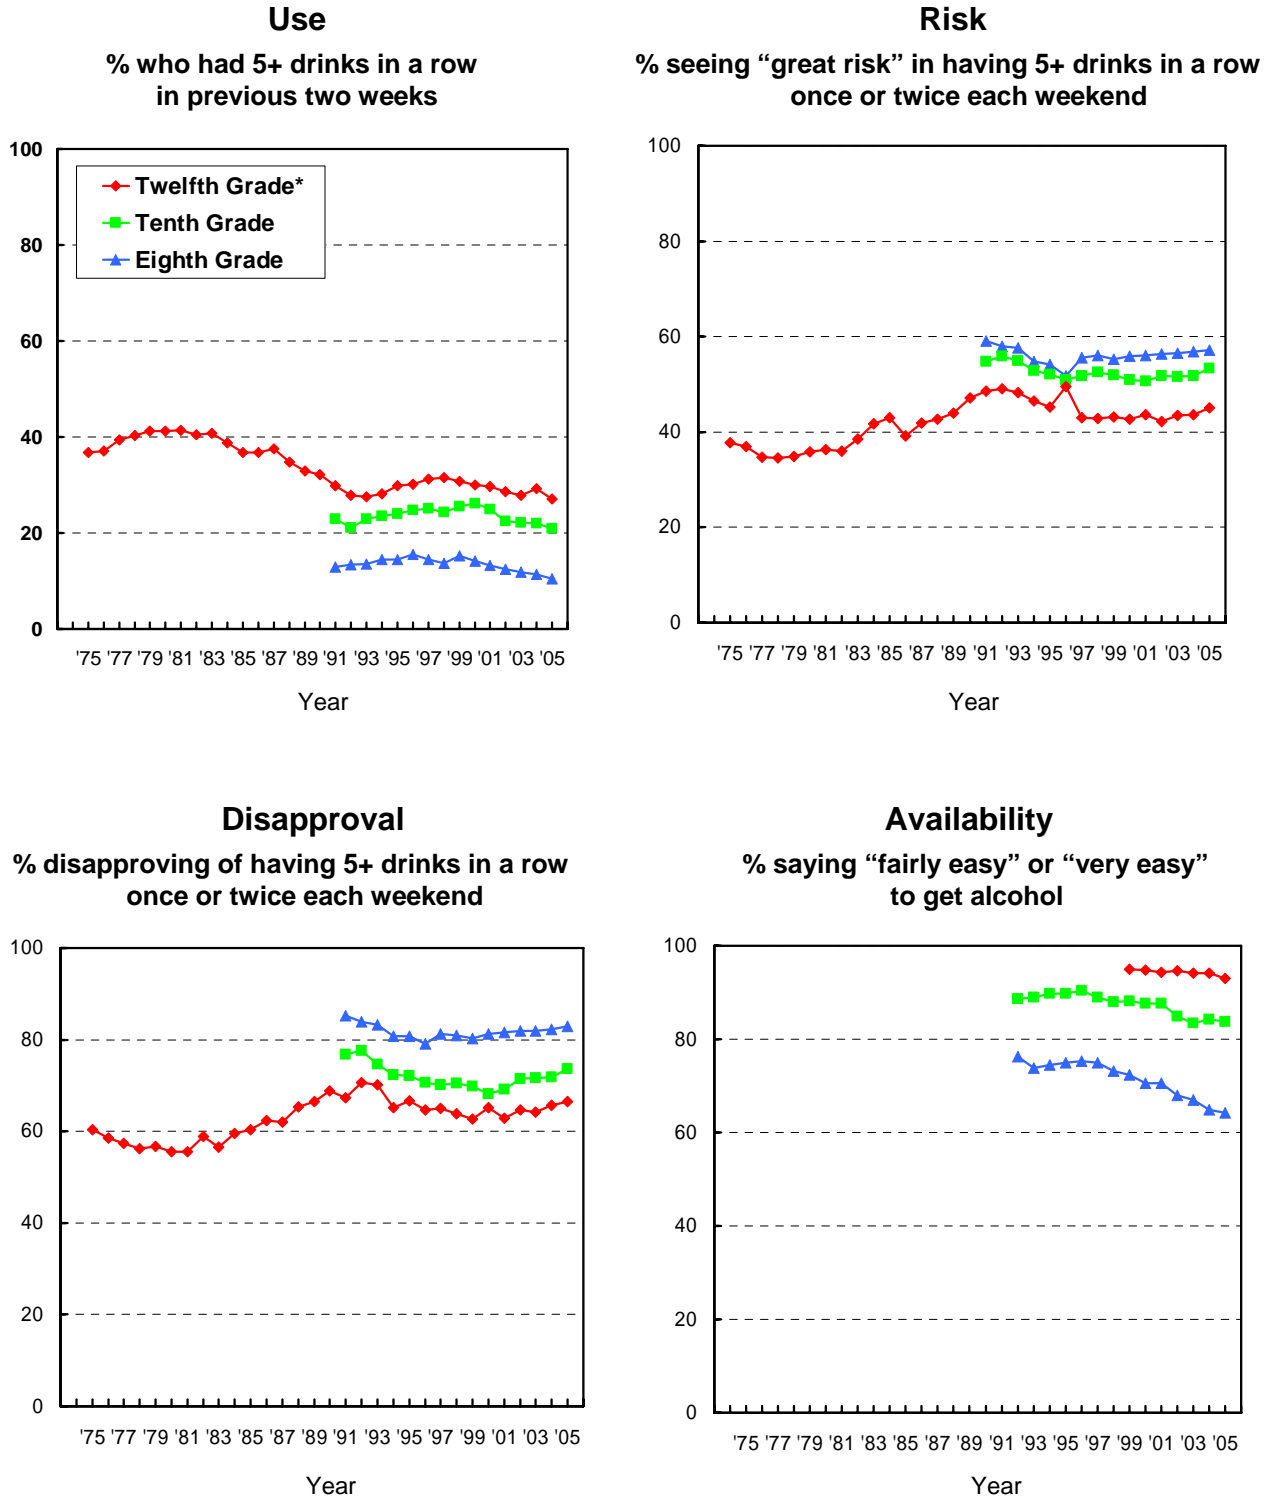 Use
% who had 5+ drinks in a row
in previous two weeks
100
80
60
40
20
0
Twelfth Grade*
Tenth Grade
Eighth Grade
'75 '77 '79 '81 '83 '85 '87 '89 '91 '93 '95 '97 '99 '01 '03 '05
Year
Risk
% seeing “great risk” in having 5+ drinks in a row
once or twice each weekend
100
80
60
40
20
0
'75 '77 '79 '81 '83 '85 '87 '89 '91 '93 '95 '97 '99 '01 '03 '05
Year
Disapproval
% disapproving of having 5+ drinks in a row
once or twice each weekend
100
80
60
40
20
0
'75 '77 '79 '81 '83 '85 '87 '89 '91 '93 '95 '97 '99 '01 '03 '05
Year
Availability
% saying “fairly easy” or “very easy”
to get alcohol
100
80
60
40
20
0
'75 '77 '79 '81 '83 '85 '87 '89 '91 '93 '95 '97 '99 '01 '03 '05
Year